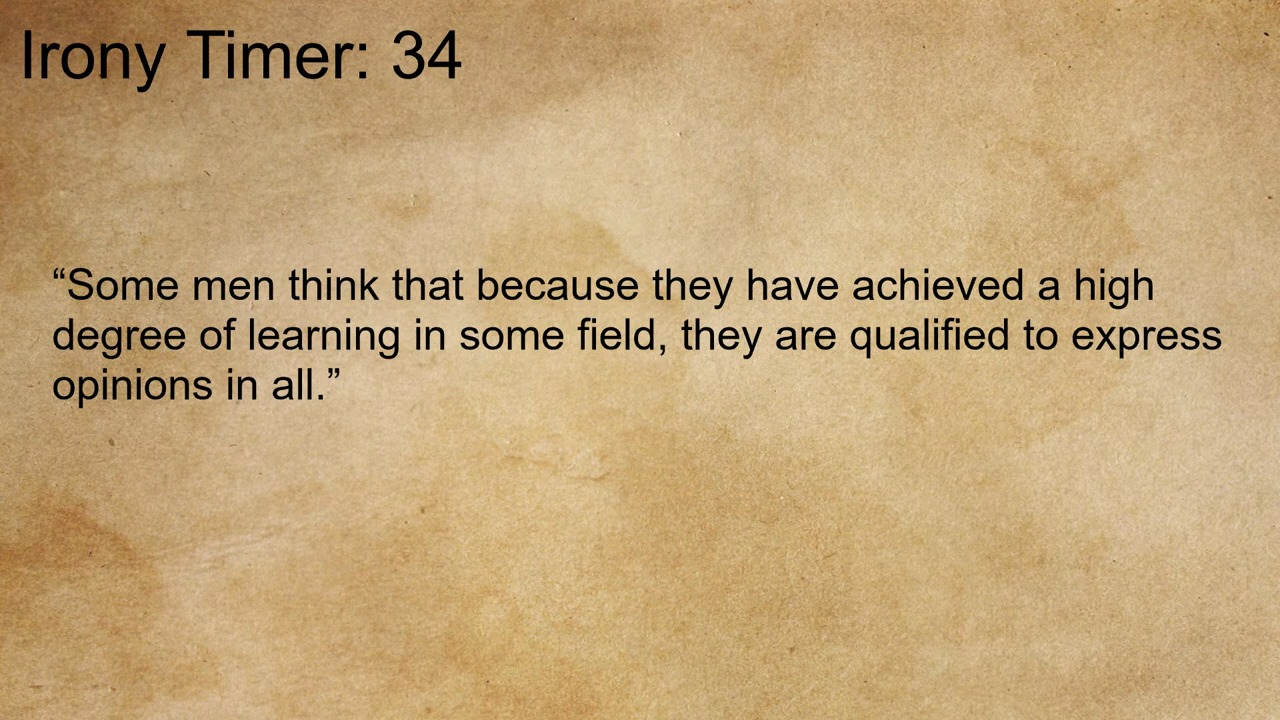 Irony Timer: 34
“Some men think that because they have achieved a high
degree of learning in some field, they are qualified to express
opinions in all.”